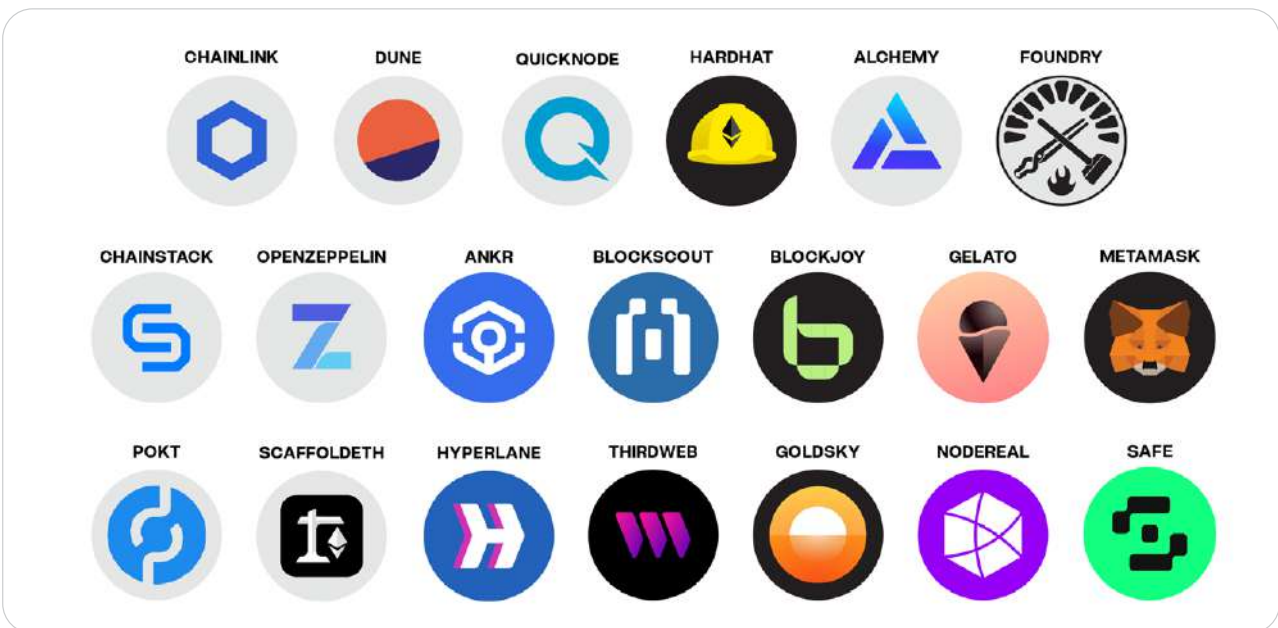 CHAINLINK DUNE QUICKNODE HARDHAT ALCHEMY FOUNDRY
CHAINSTACK OPENZEPPELIN ANKR BLOCKSCOUT BLOCKJOY GELATO METAMASK
POKT SCAFFOLDETH HYPERLANE THIRDWEB GOLDSKY NODEREAL SAFE